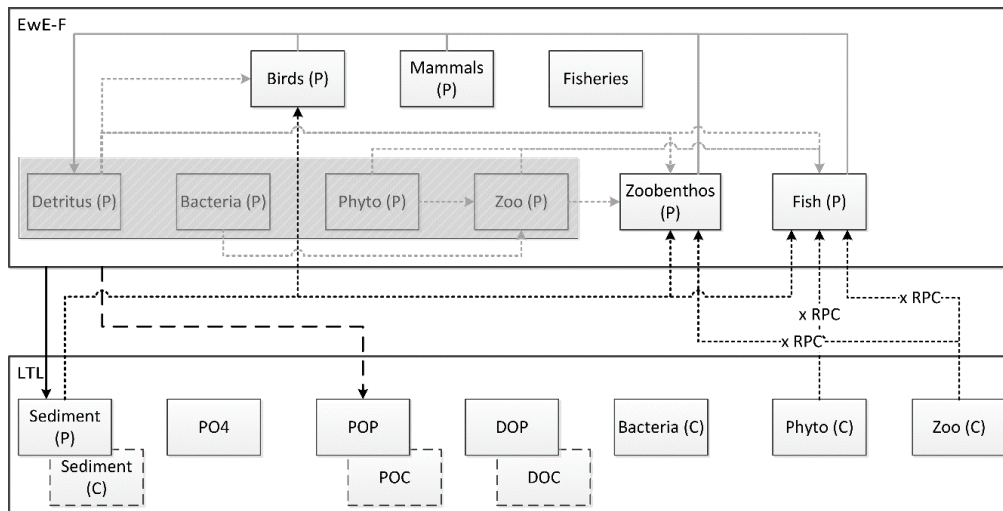 EwE-F
Birds (P)
Mammals
(P)
Fisheries
Detritus (P)
Bacteria (P)
Phyto (P)
Zoo (P)
Zoobenthos
(P)
Fish (P)
x RPC
x RPC
x RPC
LTL
Sediment
(P)
PO4
POP
DOP
Bacteria (C)
Phyto (C)
Zoo (C)
Sediment
(C)
POC
DOC